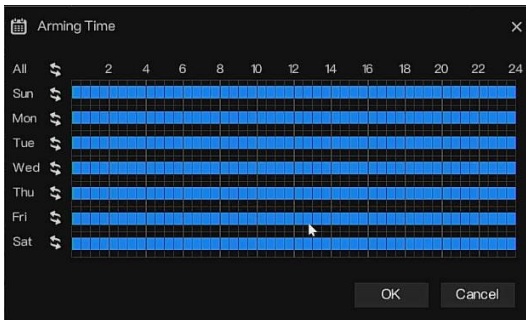 Arming Time
All 2 4 6 8 10 12 14 16 18 20 22 24
Sun
Mon
Tue
Wed
Thu
Fri
Sat
OK Cancel